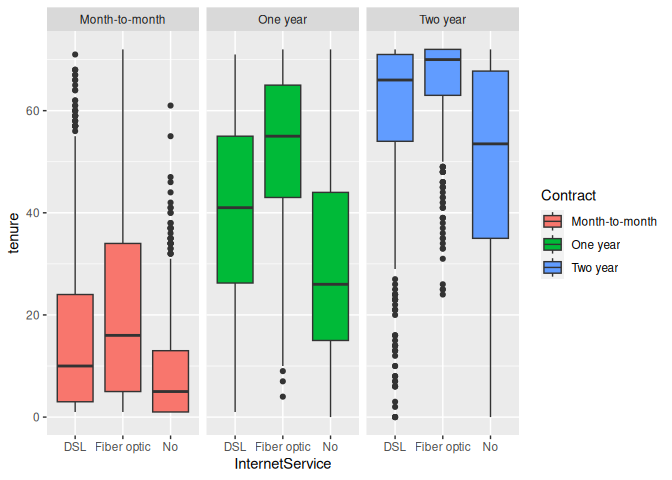 Month-to-month One year Two year
60
40
20
0
tenure
DSL Fiber optic No DSL Fiber optic No DSL Fiber optic No
InternetService
Contract
Month-to-month
One year
Two year